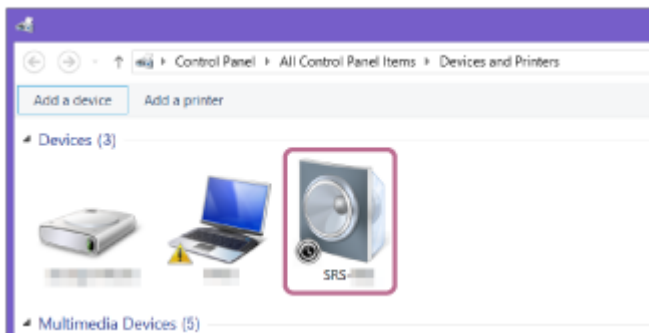 Control Panel ▸ All Control Panel Items ▸ Devices and Printers
Add a device Add a printer
Devices (3)
SRS-
Multimedia Devices (5)